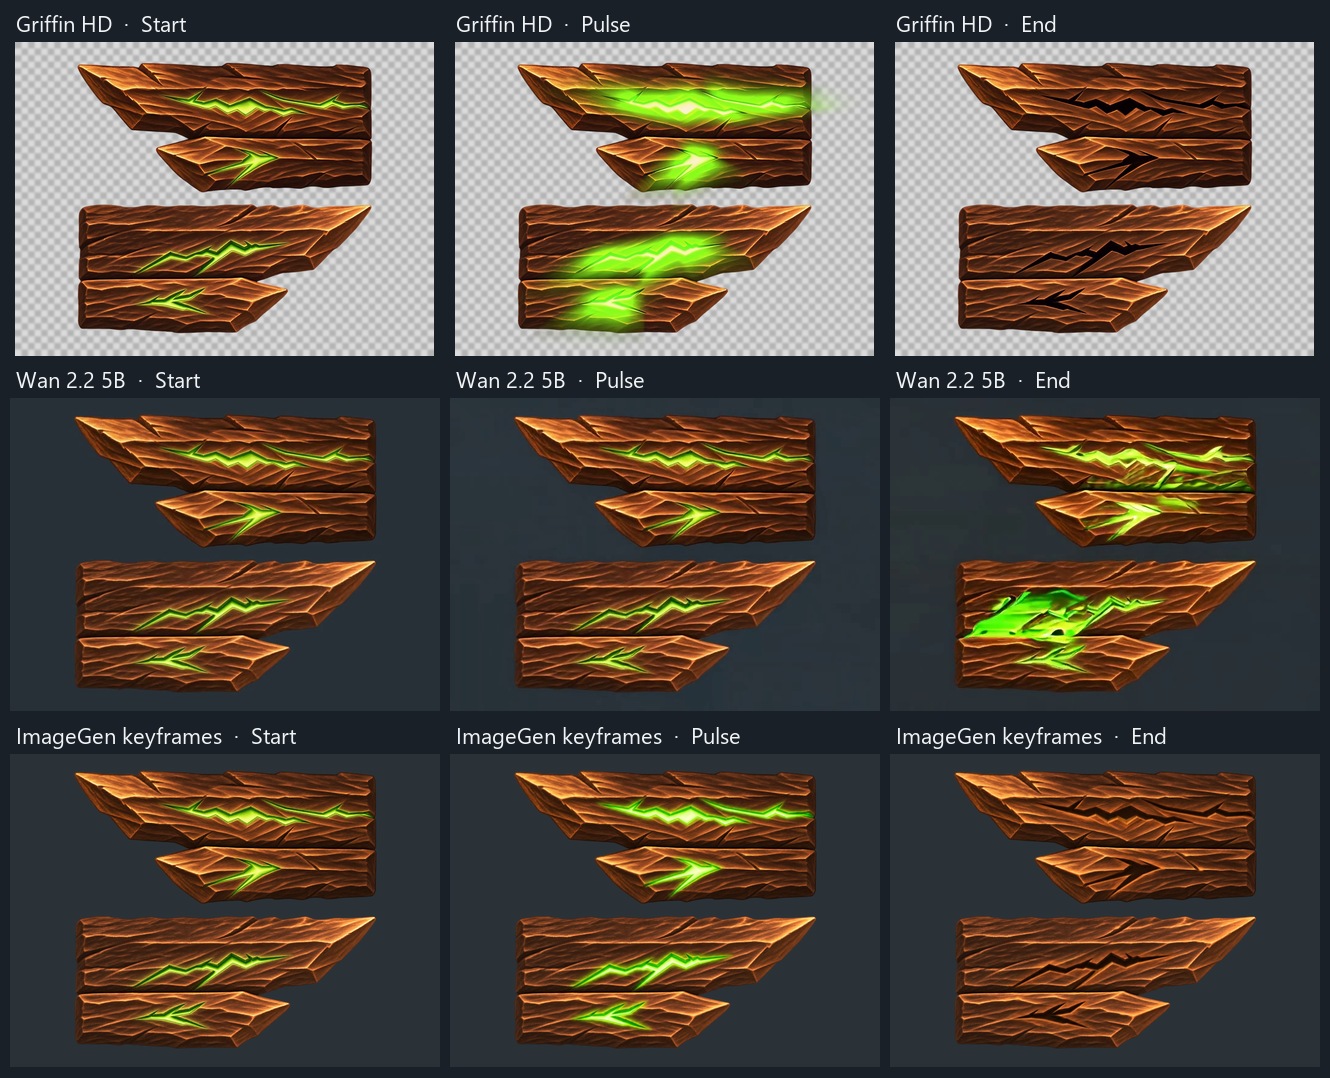 Griffin HD · Start
Griffin HD · Pulse
Griffin HD · End
Wan 2.2 5B · Start
Wan 2.2 5B · Pulse
Wan 2.2 5B · End
ImageGen keyframes · Start
ImageGen keyframes · Pulse
ImageGen keyframes · End